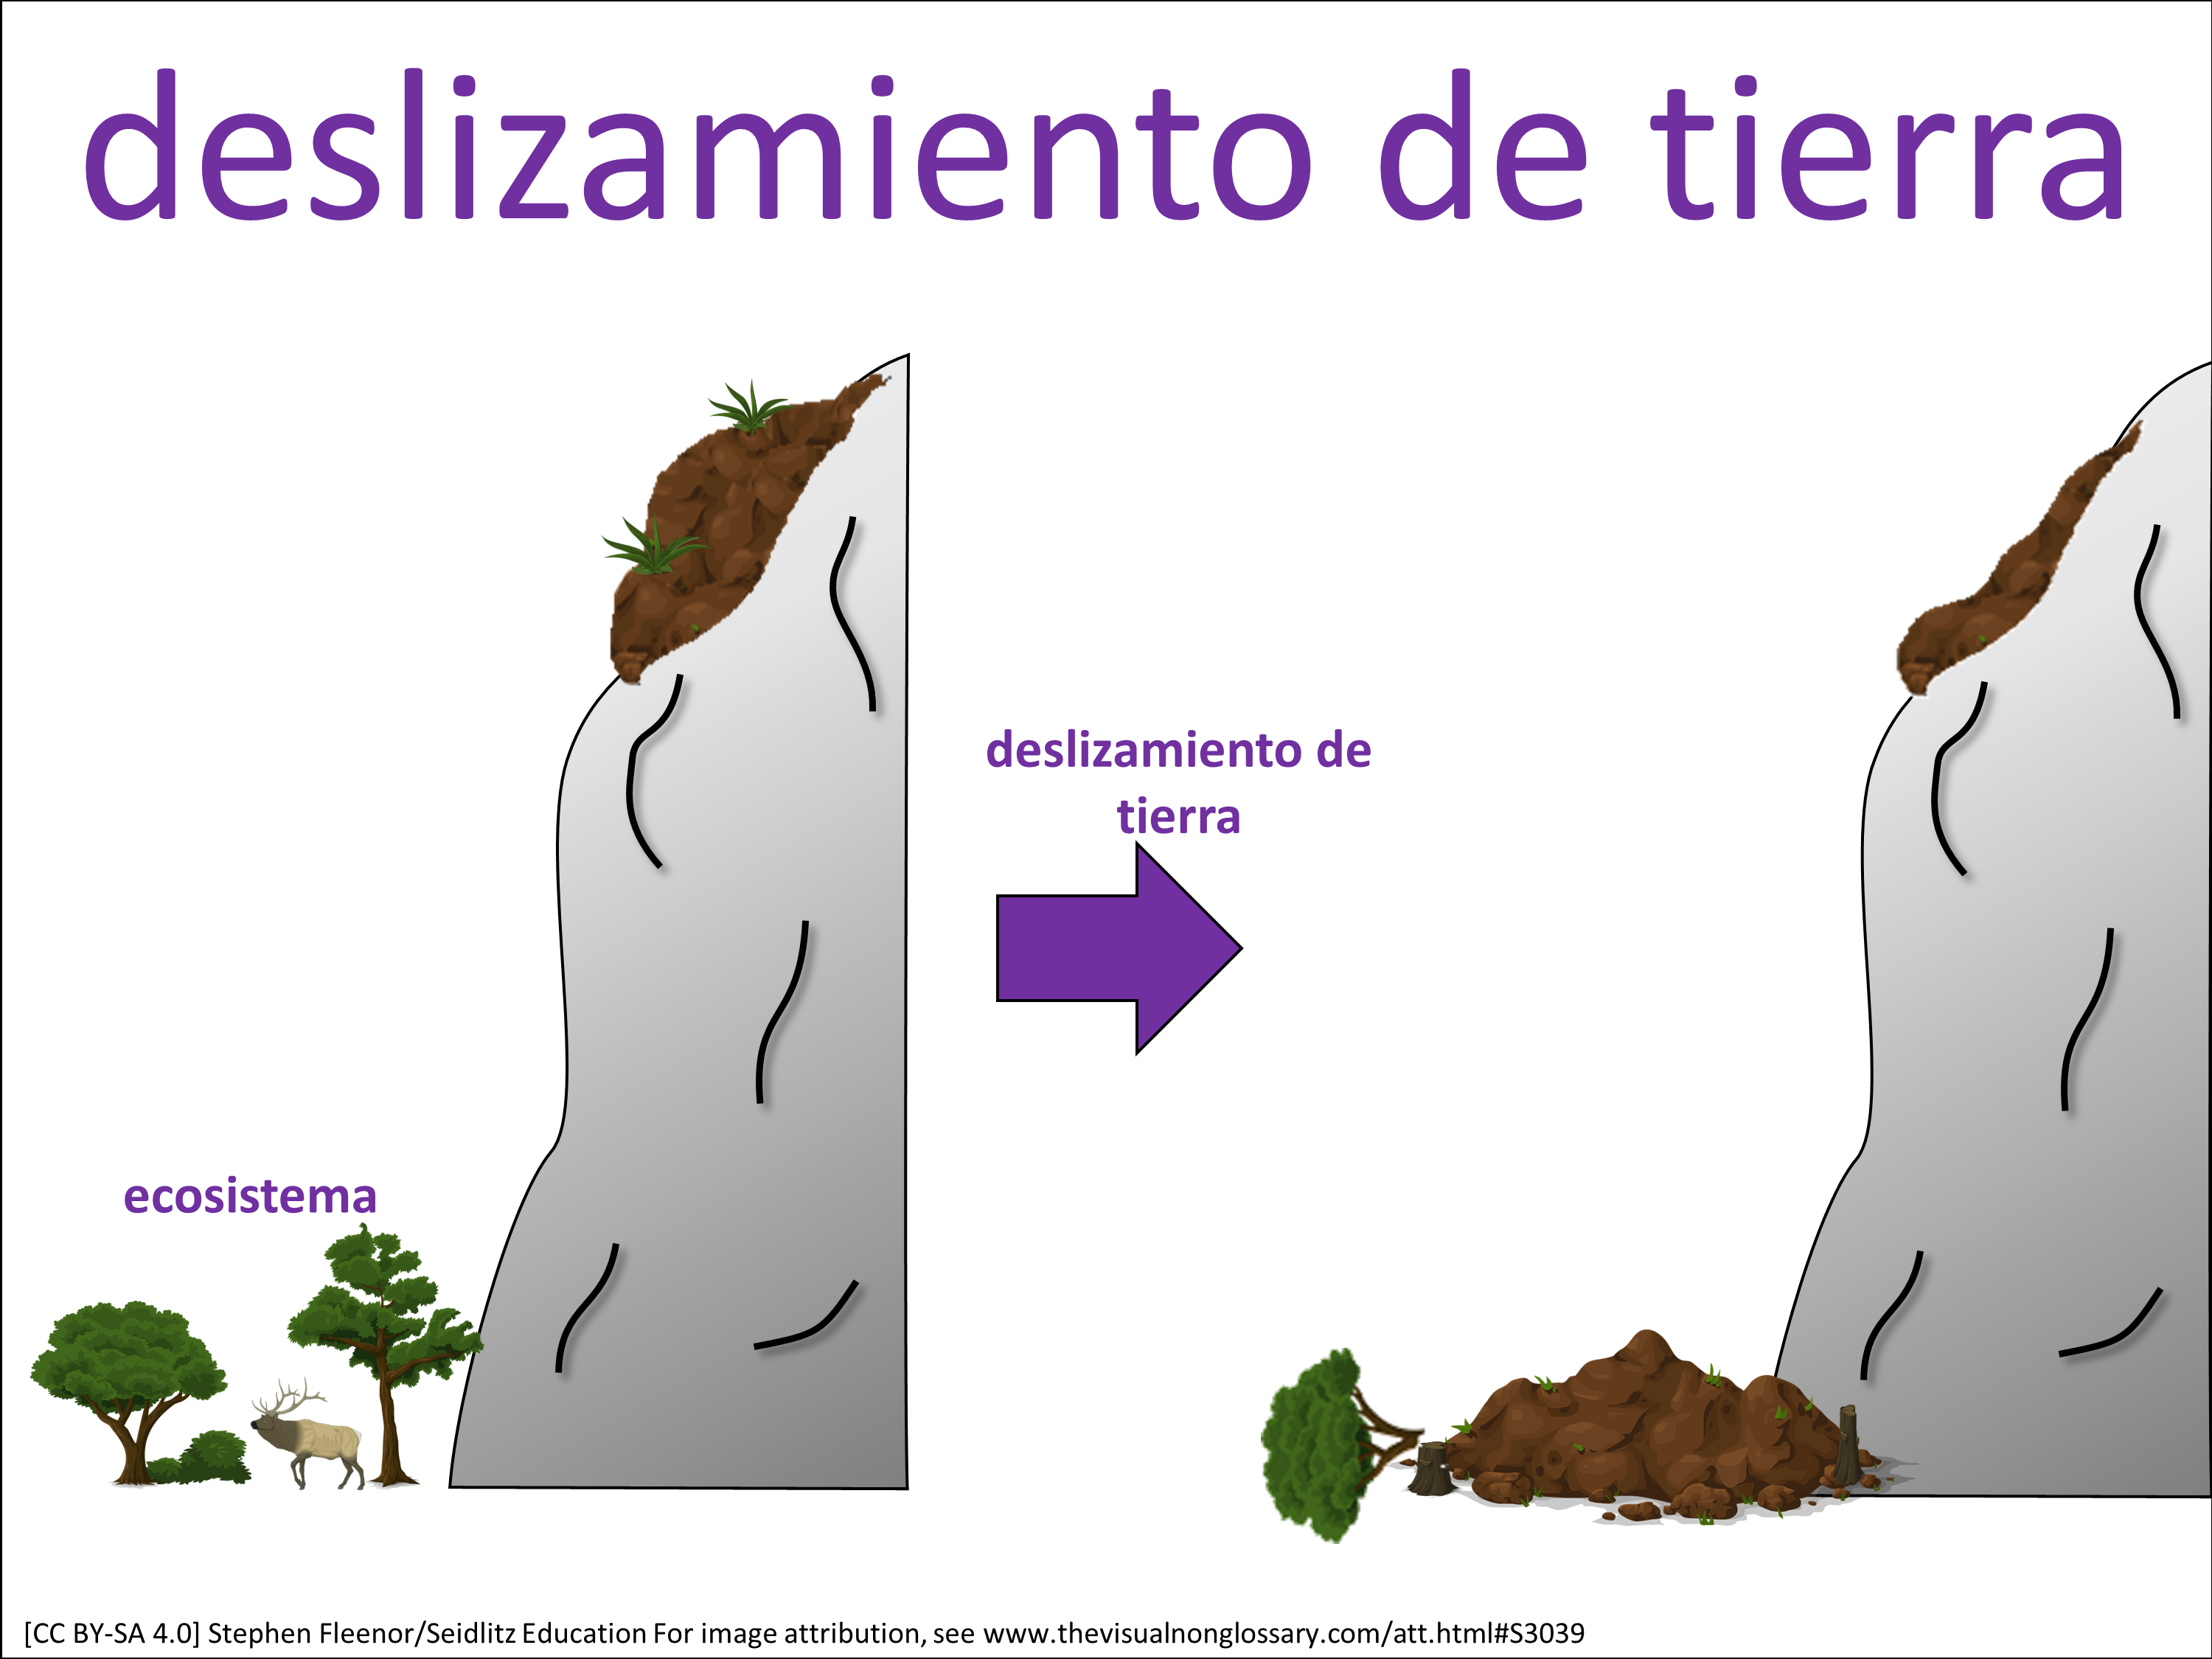 deslizamiento de tierra
deslizamiento de
tierra
ecosistema
[CC BY-SA 4.0] Stephen Fleenor/Seidlitz Education For image attribution, see www.thevisualnonglossary.com/att.html#S3039